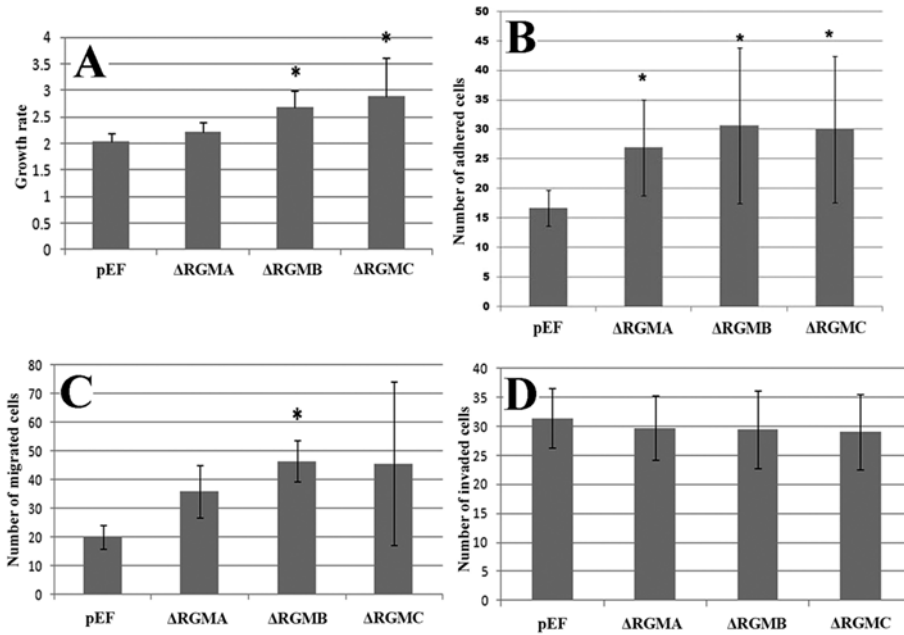 A
Growth rate
4
3.5
3
2.5
2
1.5
1
0.5
0
*
*
pEF
ΔRGMA
ΔRGMB
ΔRGMC
B
Number of adhered cells
50
45
40
35
30
25
20
15
10
5
0
*
*
*
pEF
ΔRGMA
ΔRGMB
ΔRGMC
C
Number of migrated cells
80
70
60
50
40
30
20
10
0
*
pEF
ΔRGMA
ΔRGMB
ΔRGMC
D
Number of invaded cells
35
30
25
20
15
10
5
0
40
pEF
ΔRGMA
ΔRGMB
ΔRGMC